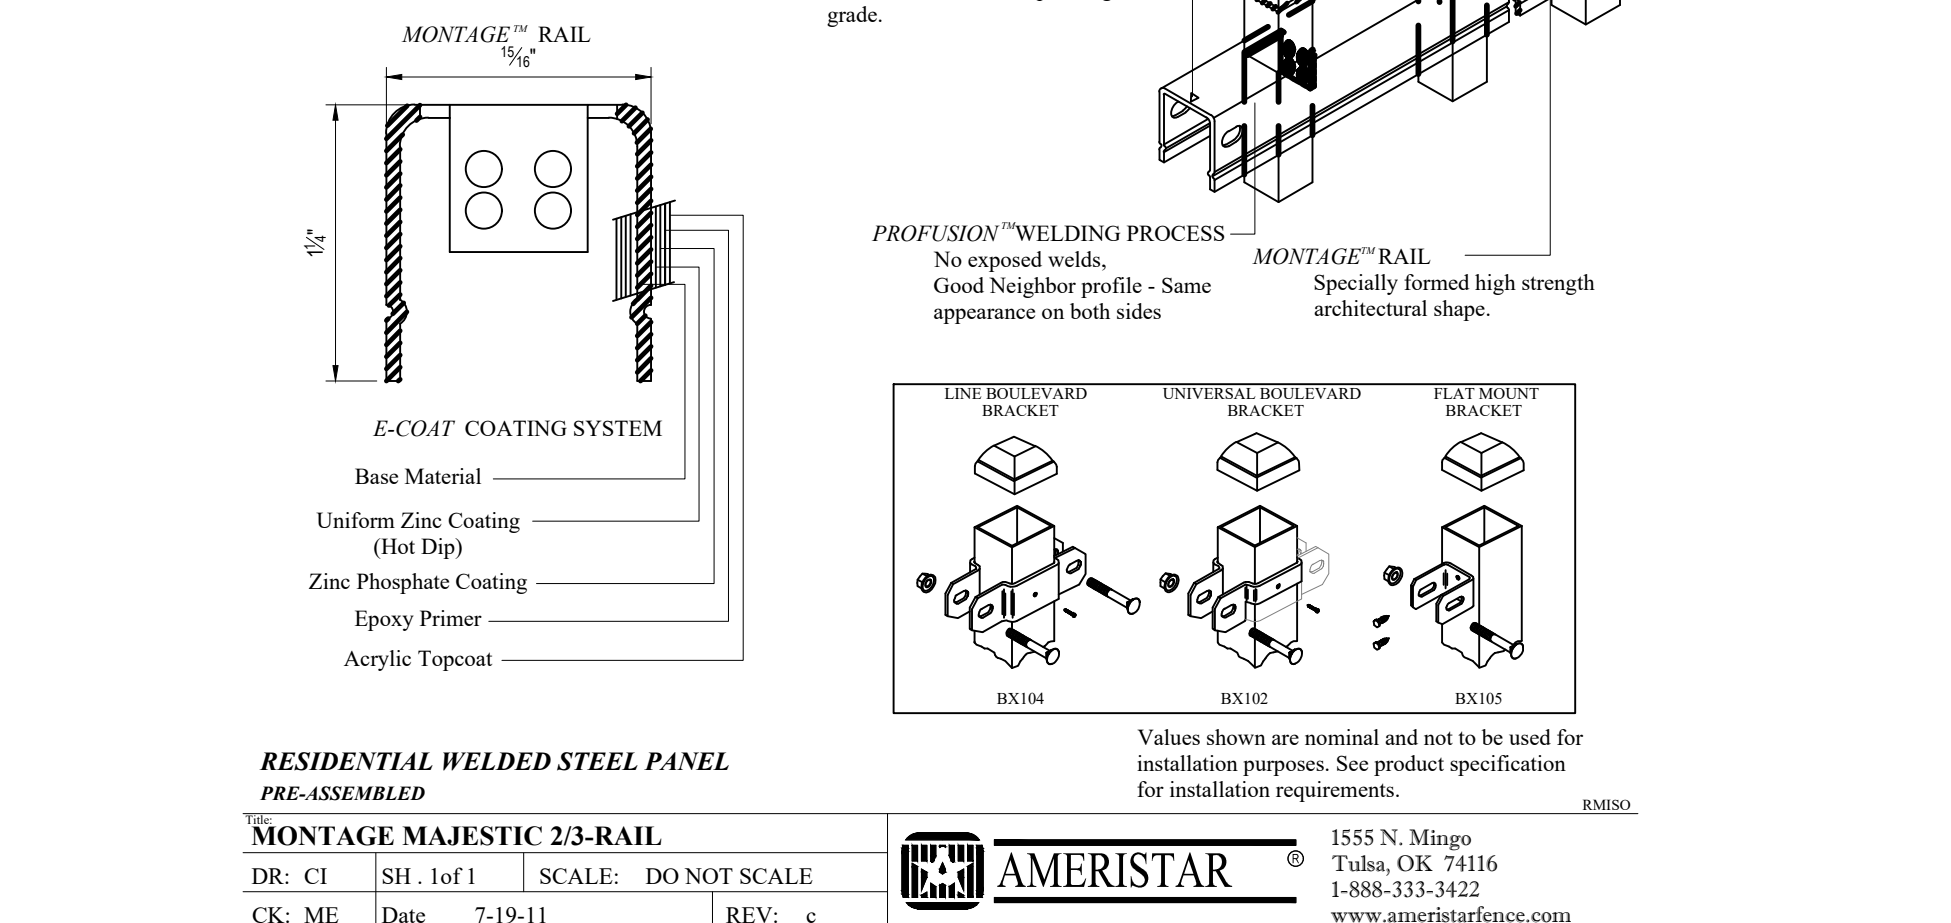 grade.
MONTAGE™ RAIL
15/16"
1 1/4"
PROFUSION™ WELDING PROCESS
No exposed welds,
Good Neighbor profile - Same
appearance on both sides
MONTAGE™ RAIL
Specially formed high strength
architectural shape.
E-COAT COATING SYSTEM
Base Material
Uniform Zinc Coating
(Hot Dip)
Zinc Phosphate Coating
Epoxy Primer
Acrylic Topcoat
LINE BOULEVARD
BRACKET
UNIVERSAL BOULEVARD
BRACKET
FLAT MOUNT
BRACKET
BX104
BX102
BX105
Values shown are nominal and not to be used for
installation purposes. See product specification
for installation requirements.
RMISO
RESIDENTIAL WELDED STEEL PANEL
PRE-ASSEMBLED
Title:
MONTAGE MAJESTIC 2/3-RAIL
DR: CI
SH . 1of 1
SCALE: DO NOT SCALE
CK: ME
Date 7-19-11
REV: c
AMERISTAR ®
1555 N. Mingo
Tulsa, OK 74116
1-888-333-3422
www.ameristarfence.com